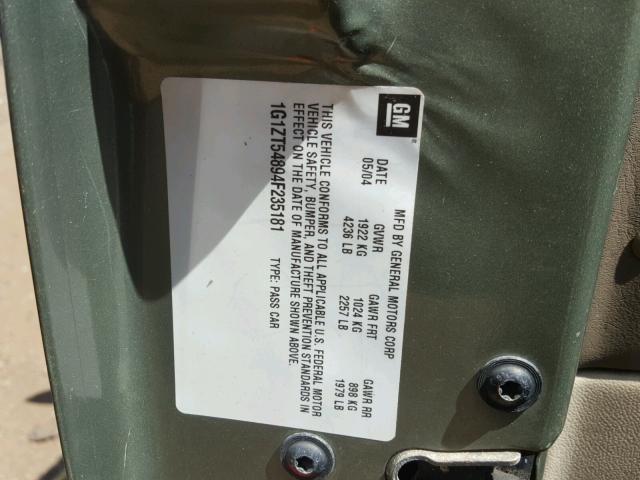 GM
MFD BY GENERAL MOTORS CORP
DATE GVWR GAWR FRT GAWR RR
05/04 1922 KG 1024 KG 898 KG
4236 LB 2257 LB 1979 LB
THIS VEHICLE CONFORMS TO ALL APPLICABLE U.S. FEDERAL MOTOR
VEHICLE SAFETY, BUMPER, AND THEFT PREVENTION STANDARDS IN
EFFECT ON THE DATE OF MANUFACTURE SHOWN ABOVE.
1G1ZT54894F235181 TYPE: PASS CAR